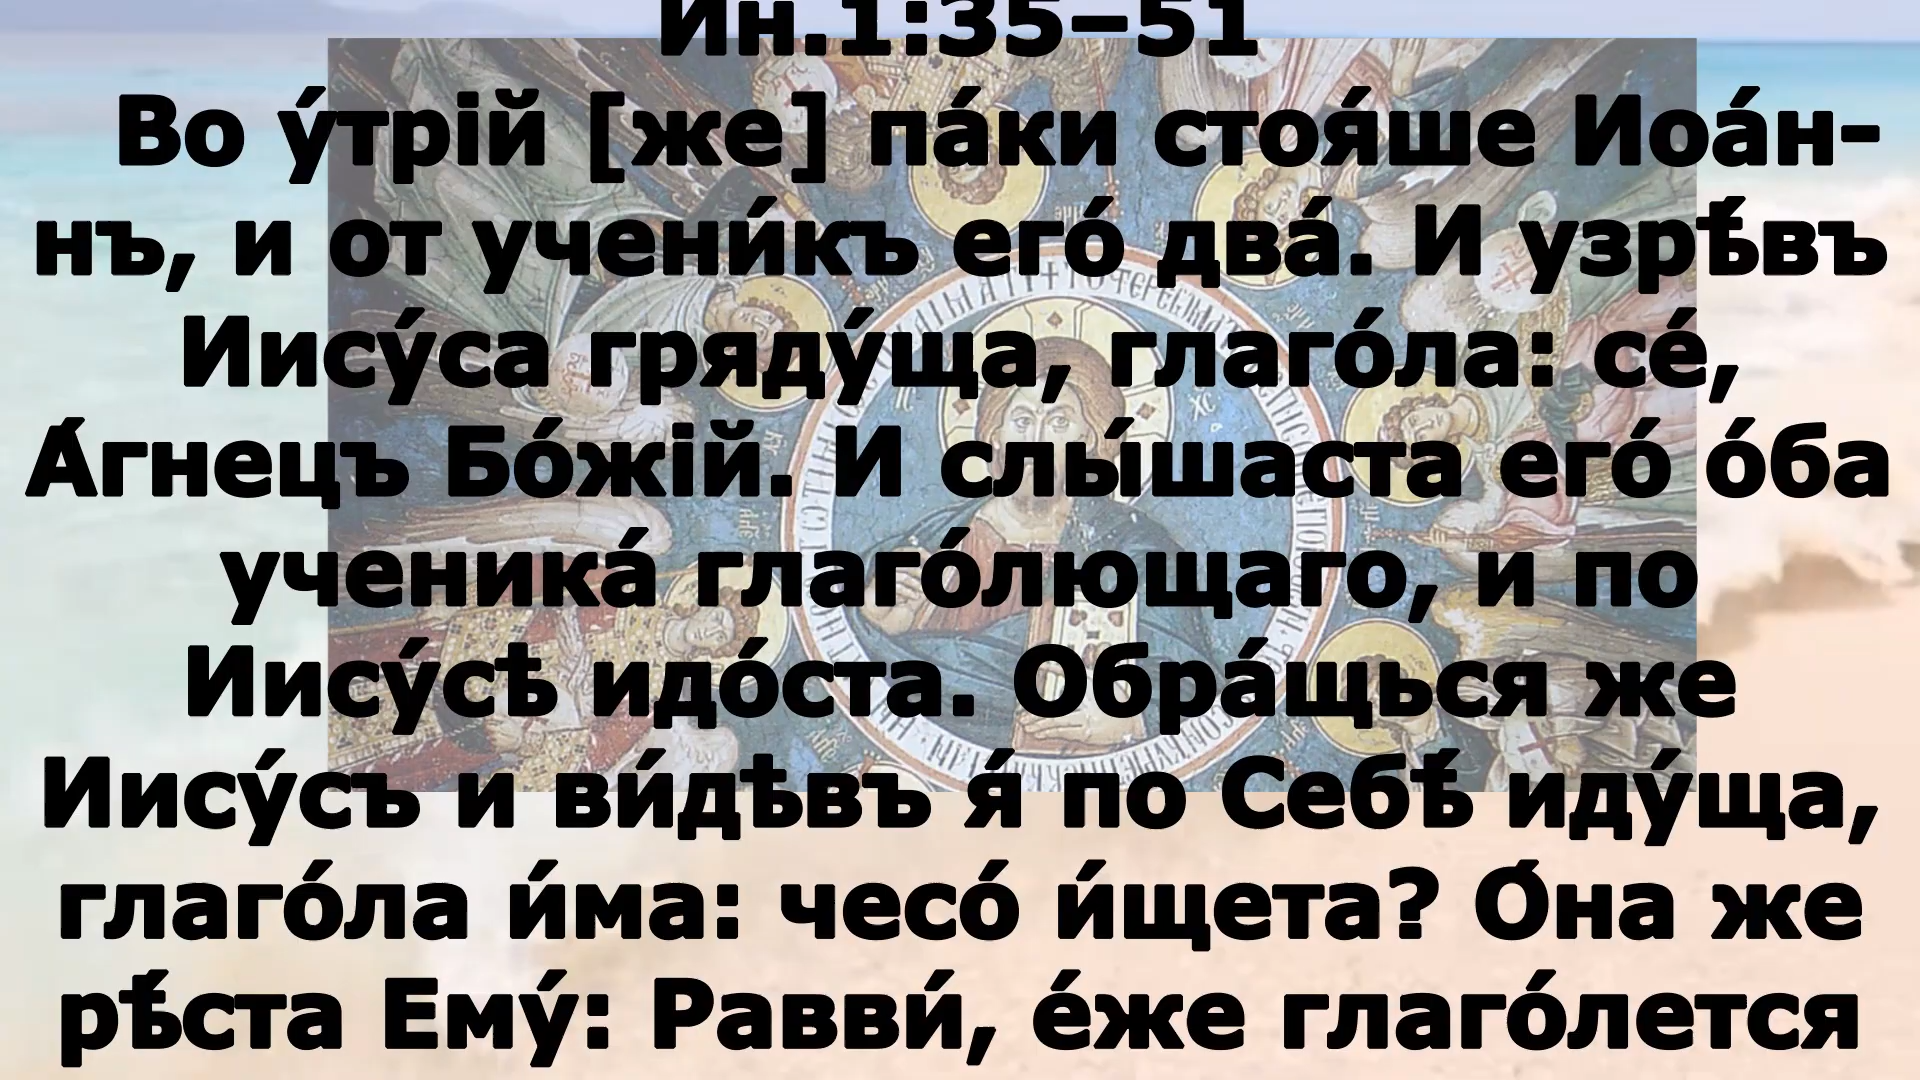 Ин.1:35–51
Во у́трій [же] па́ки стоя́ше Иоа́н-
нъ, и от учени́къ его́ два́. И узрѣ́въ
Иису́са гряду́ща, глаго́ла: се́,
А́гнецъ Бо́жій. И слы́шаста его́ о́ба
ученика́ глаго́лющаго, и по
Иису́сѣ идо́ста. Обра́щься же
Иису́съ и ви́дѣвъ я́ по Себѣ́ иду́ща,
глаго́ла и́ма: чесо́ и́щета? О́на же
рѣ́ста Ему́: Равви́, е́же глаго́лется